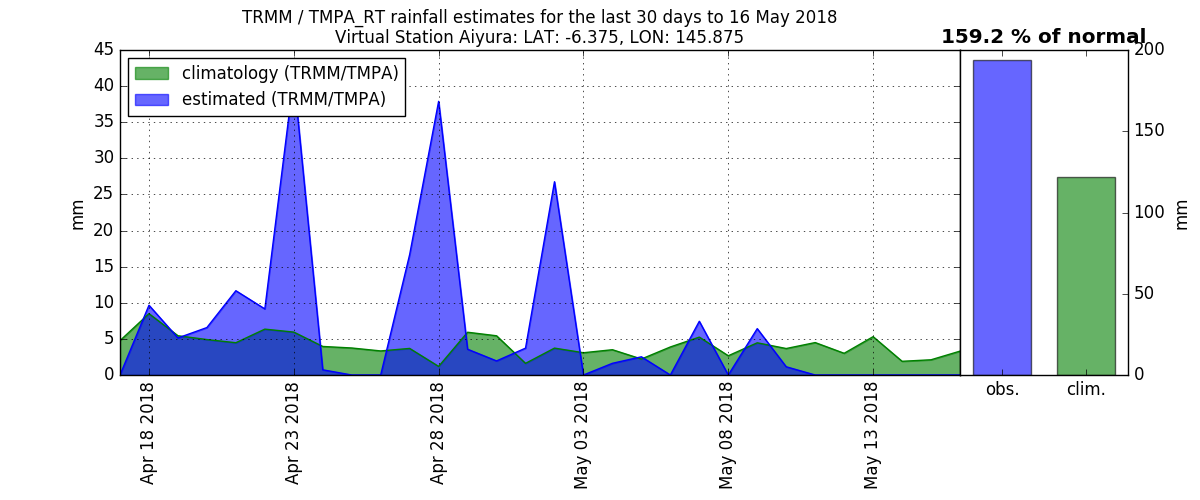 TRMM / TMPA_RT rainfall estimates for the last 30 days to 16 May 2018
Virtual Station Aiyura: LAT: -6.375, LON: 145.875
159.2 % of normal
climatology (TRMM/TMPA)
estimated (TRMM/TMPA)
45
40
35
30
25
20
15
10
5
0
mm
Apr 18 2018
Apr 23 2018
Apr 28 2018
May 03 2018
May 08 2018
May 13 2018
200
150
100
50
0
mm
obs.
clim.